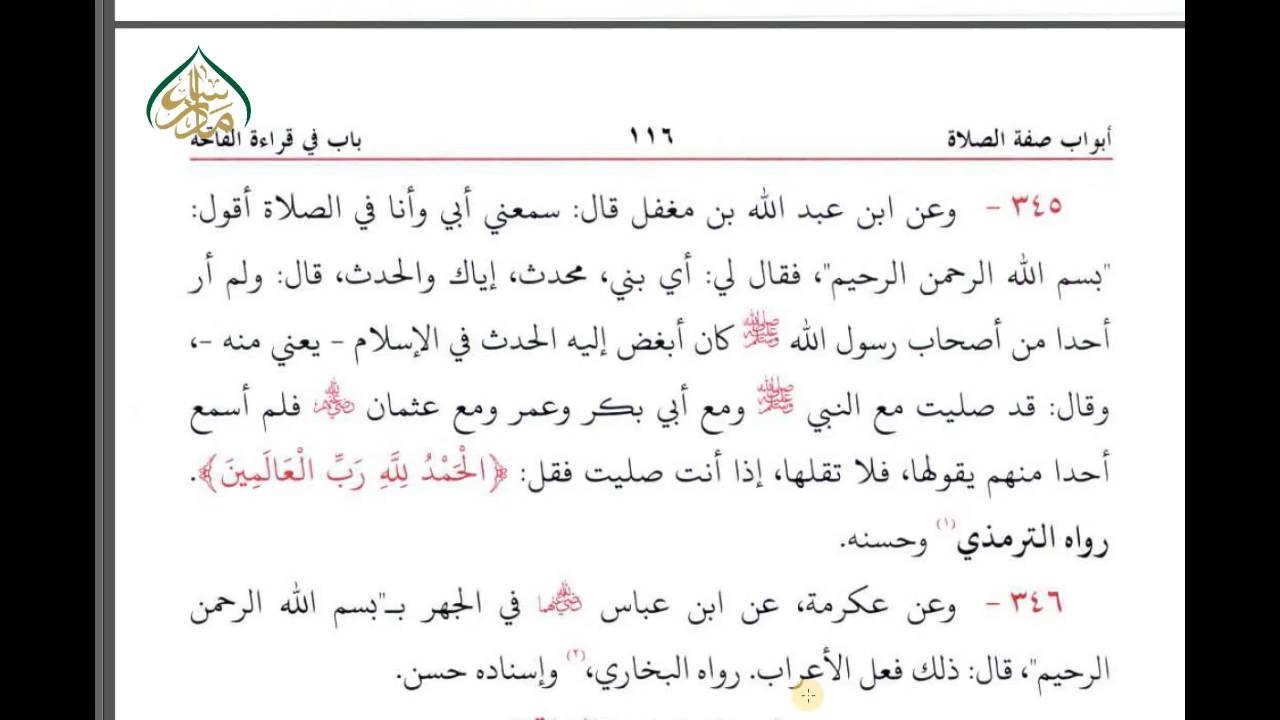 مدارس
أبواب صفة الصلاة ١١٦ باب في قراءة الفاتحة
٣٤٥ – وعن ابن عبد الله بن مغفل قال: سمعني أبي وأنا في الصلاة أقول:
"بسم الله الرحمن الرحيم"، فقال لي: أي بني، محدث، إياك والحدث، قال: ولم أر
أحدا من أصحاب رسول الله ﷺ كان أبغض إليه الحدث في الإسلام – يعني منه –،
وقال: قد صليت مع النبي ﷺ ومع أبي بكر وعمر ومع عثمان رضي الله عنهم فلم أسمع
أحدا منهم يقولها، فلا تقلها، إذا أنت صليت فقل: ﴿الْحَمْدُ لِلَّهِ رَبِّ الْعَالَمِينَ﴾.
رواه الترمذي(١) وحسنه.
٣٤٦ – وعن عكرمة، عن ابن عباس رضي الله عنهما في الجهر بـ"بسم الله الرحمن
الرحيم"، قال: ذلك فعل الأعراب. رواه البخاري،(٢) وإسناده حسن.